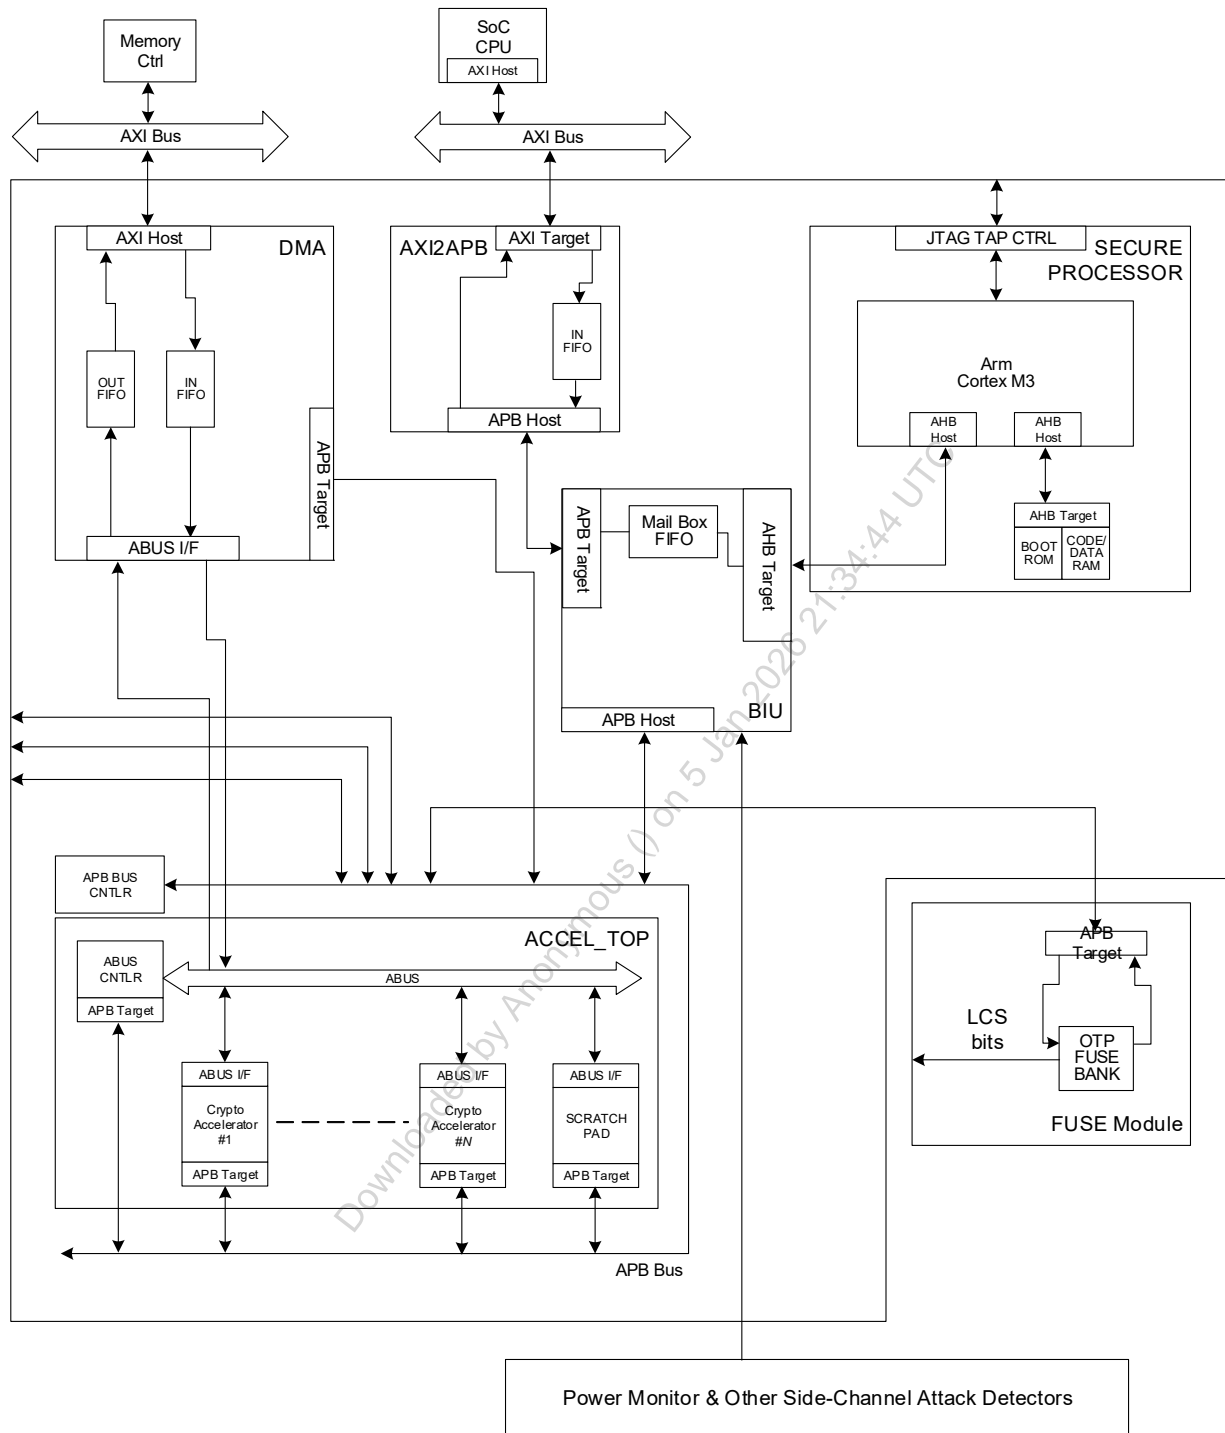 Memory
Ctrl
SoC
CPU
AXI Host
AXI Bus
AXI Bus
AXI Host
DMA
OUT
FIFO
IN
FIFO
APB Target
ABUS I/F
AXI2APB
AXI Target
IN
FIFO
APB Host
JTAG TAP CTRL
SECURE
PROCESSOR
Arm
Cortex M3
AHB
Host
AHB
Host
AHB Target
BOOT
ROM
CODE/
DATA
RAM
APB Target
Mail Box
FIFO
AHB Target
BIU
APB Host
APB BUS
CNTLR
ACCEL_TOP
ABUS
CNTLR
APB Target
ABUS
ABUS I/F
Crypto
Accelerator
#1
APB Target
ABUS I/F
Crypto
Accelerator
#N
APB Target
ABUS I/F
SCRATCH
PAD
APB Target
APB Bus
APB
Target
LCS
bits
OTP
FUSE
BANK
FUSE Module
Power Monitor & Other Side-Channel Attack Detectors
Downloaded by Anonymous () on 5 Jan 2026 21:34:44 UTC